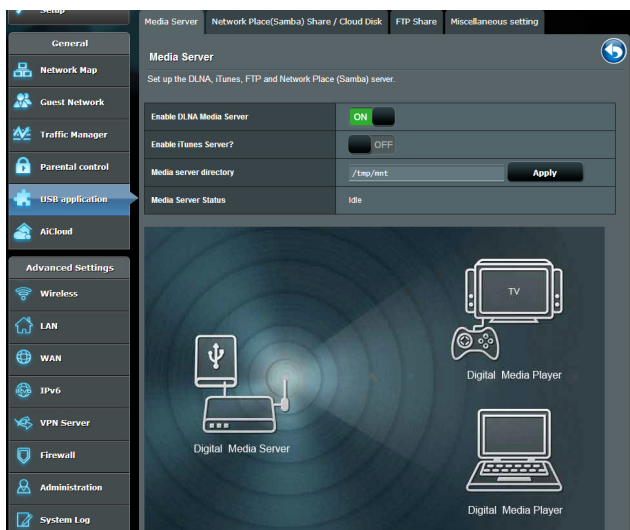 Setup
General
Network Map
Guest Network
Traffic Manager
Parental control
USB application
AiCloud
Advanced Settings
Wireless
LAN
WAN
IPv6
VPN Server
Firewall
Administration
System Log
Media Server
Network Place(Samba) Share / Cloud Disk
FTP Share
Miscellaneous setting
Media Server
Set up the DLNA, iTunes, FTP and Network Place (Samba) server.
Enable DLNA Media Server
ON
Enable iTunes Server?
OFF
Media server directory
/tmp/mnt
Apply
Media Server Status
Idle
TV
Digital Media Player
Digital Media Server
Digital Media Player